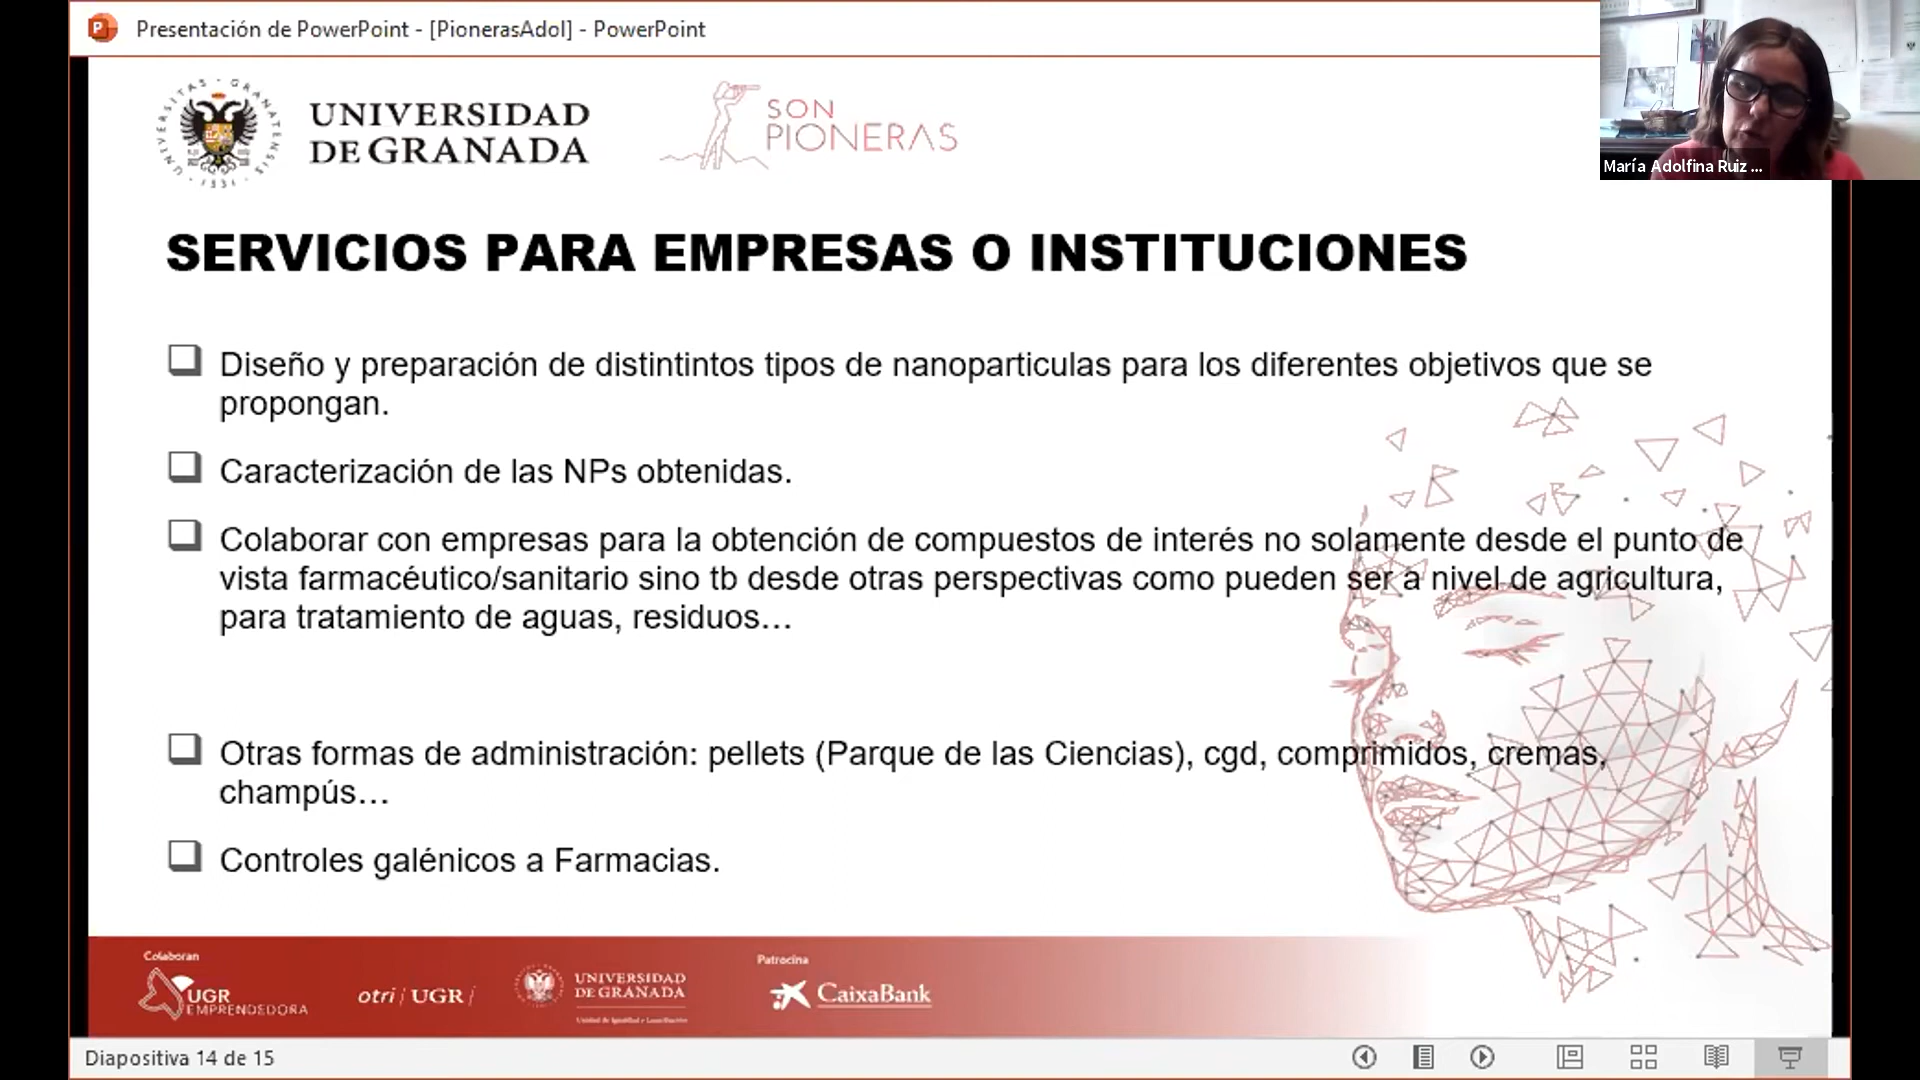 Presentación de PowerPoint - [PionerasAdol] - PowerPoint
María Adolfina Ruiz ...
UNIVERSITAS · GRANATENSIS · 1531 ·
UNIVERSIDAD
DE GRANADA
SON
PIONERAS
SERVICIOS PARA EMPRESAS O INSTITUCIONES
Diseño y preparación de distintintos tipos de nanoparticulas para los diferentes objetivos que se
propongan.
Caracterización de las NPs obtenidas.
Colaborar con empresas para la obtención de compuestos de interés no solamente desde el punto de
vista farmacéutico/sanitario sino tb desde otras perspectivas como pueden ser a nivel de agricultura,
para tratamiento de aguas, residuos…
Otras formas de administración: pellets (Parque de las Ciencias), cgd, comprimidos, cremas,
champús…
Controles galénicos a Farmacias.
Colaboran
UGR
EMPRENDEDORA
otri/UGR/
UNIVERSIDAD
DE GRANADA
Unidad de Igualdad y Conciliación
Patrocina
CaixaBank
Diapositiva 14 de 15